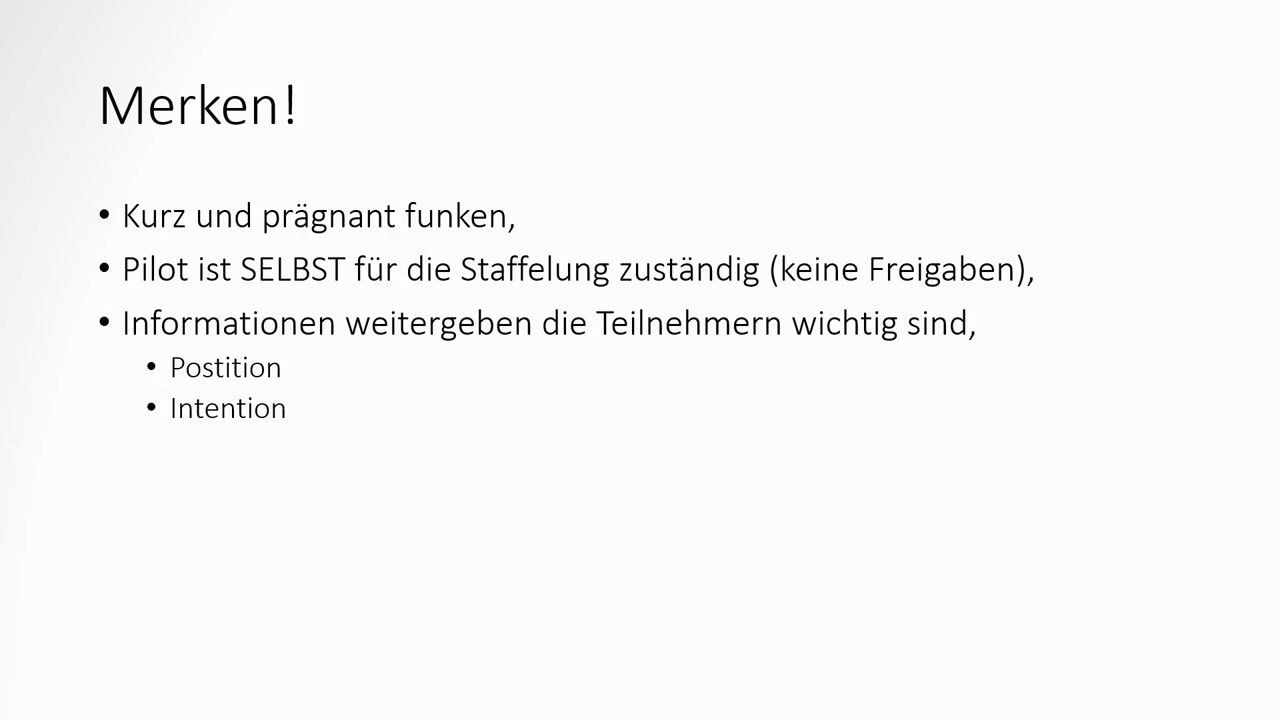 Merken!
• Kurz und prägnant funken,
• Pilot ist SELBST für die Staffelung zuständig (keine Freigaben),
• Informationen weitergeben die Teilnehmern wichtig sind,
• Postition
• Intention